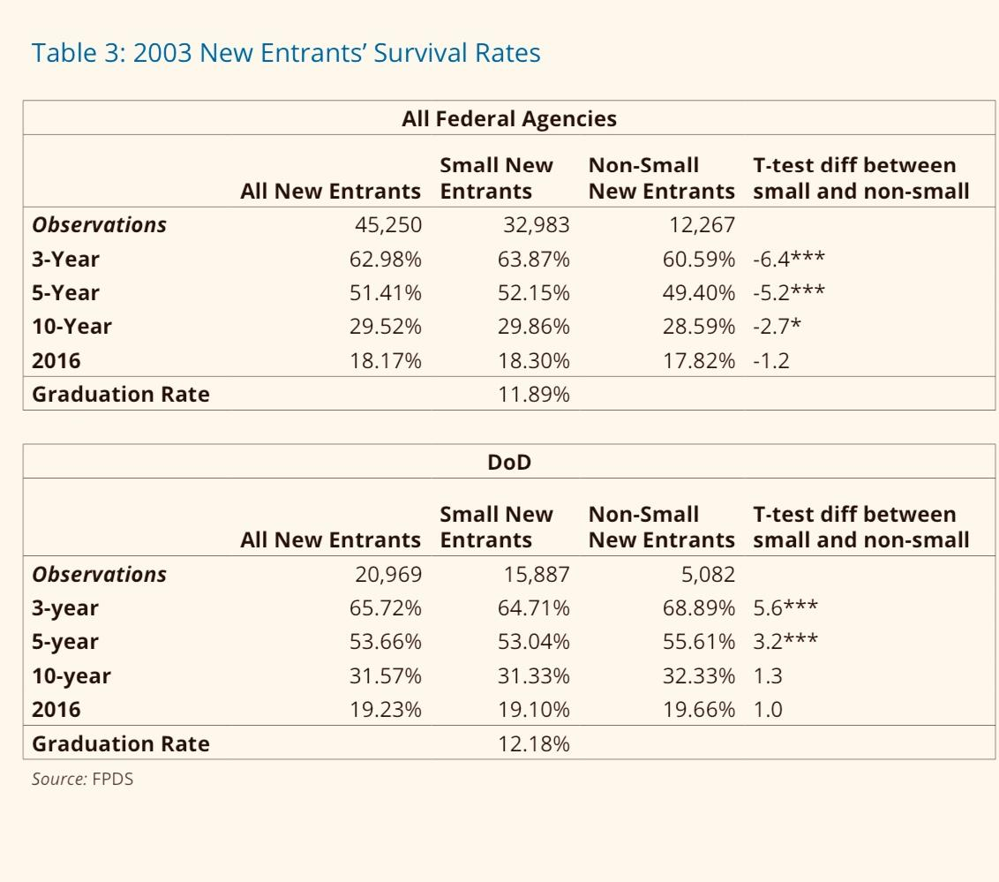 Table 3: 2003 New Entrants’ Survival Rates
All Federal Agencies
All New Entrants Small New Entrants Non-Small New Entrants T-test diff between small and non-small
Observations 45,250 32,983 12,267
3-Year 62.98% 63.87% 60.59% -6.4***
5-Year 51.41% 52.15% 49.40% -5.2***
10-Year 29.52% 29.86% 28.59% -2.7*
2016 18.17% 18.30% 17.82% -1.2
Graduation Rate 11.89%
DoD
All New Entrants Small New Entrants Non-Small New Entrants T-test diff between small and non-small
Observations 20,969 15,887 5,082
3-year 65.72% 64.71% 68.89% 5.6***
5-year 53.66% 53.04% 55.61% 3.2***
10-year 31.57% 31.33% 32.33% 1.3
2016 19.23% 19.10% 19.66% 1.0
Graduation Rate 12.18%
Source: FPDS